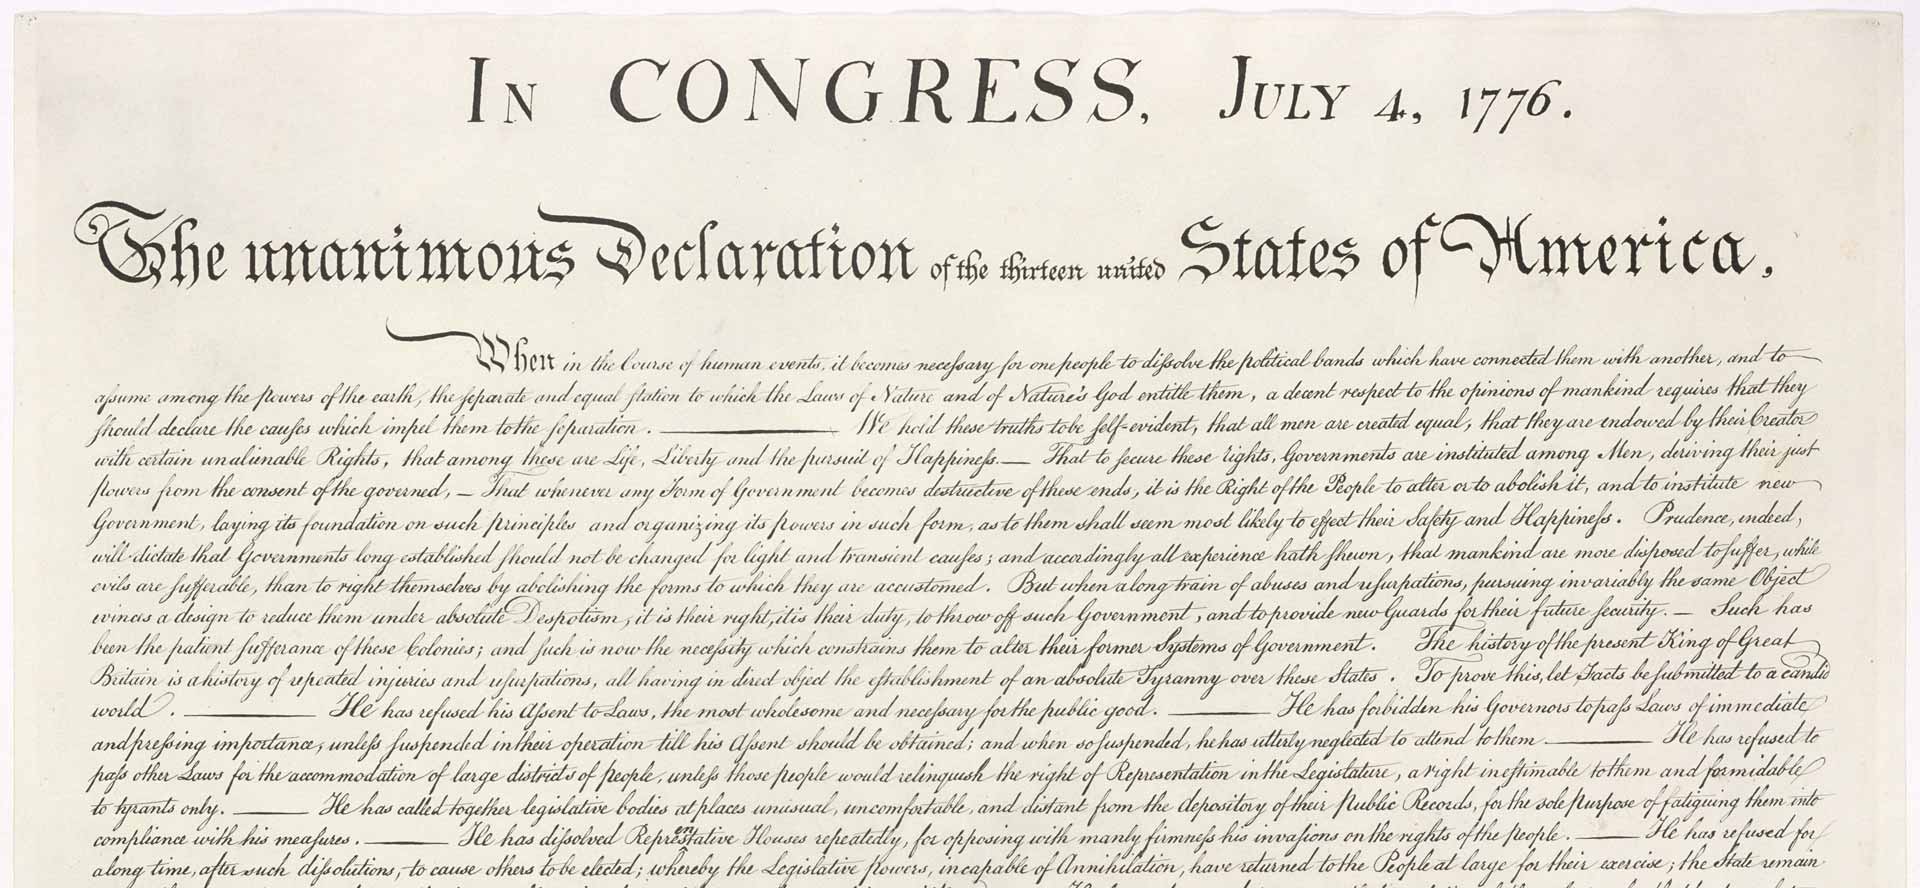 In CONGRESS, July 4, 1776.
The unanimous Declaration of the thirteen united States of America,
When in the Course of human events, it becomes necessary for one people to dissolve the political bands which have connected them with another, and to
assume among the powers of the earth, the separate and equal station to which the Laws of Nature and of Nature's God entitle them, a decent respect to the opinions of mankind requires that they
should declare the causes which impel them to the separation. ——— We hold these truths to be self-evident, that all men are created equal, that they are endowed by their Creator
with certain unalienable Rights, that among these are Life, Liberty and the pursuit of Happiness. — That to secure these rights, Governments are instituted among Men, deriving their just
powers from the consent of the governed, — That whenever any Form of Government becomes destructive of these ends, it is the Right of the People to alter or to abolish it, and to institute new
Government, laying its foundation on such principles and organizing its powers in such form, as to them shall seem most likely to effect their Safety and Happiness. Prudence, indeed,
will dictate that Governments long established should not be changed for light and transient causes; and accordingly all experience hath shewn, that mankind are more disposed to suffer, while
evils are sufferable, than to right themselves by abolishing the forms to which they are accustomed. But when a long train of abuses and usurpations, pursuing invariably the same Object
evinces a design to reduce them under absolute Despotism, it is their right, it is their duty, to throw off such Government, and to provide new Guards for their future security. — Such has
been the patient sufferance of these Colonies; and such is now the necessity which constrains them to alter their former Systems of Government. The history of the present King of Great
Britain is a history of repeated injuries and usurpations, all having in direct object the establishment of an absolute Tyranny over these States. To prove this, let Facts be submitted to a candid
world. ——— He has refused his Assent to Laws, the most wholesome and necessary for the public good. ——— He has forbidden his Governors to pass Laws of immediate
and pressing importance, unless suspended in their operation till his Assent should be obtained; and when so suspended, he has utterly neglected to attend to them ——— He has refused to
pass other Laws for the accommodation of large districts of people, unless those people would relinquish the right of Representation in the Legislature, a right inestimable to them and formidable
to tyrants only. ——— He has called together legislative bodies at places unusual, uncomfortable, and distant from the depository of their Public Records, for the sole purpose of fatiguing them into
compliance with his measures. ——— He has dissolved Representative Houses repeatedly, for opposing with manly firmness his invasions on the rights of the people. ——— He has refused for
a long time, after such dissolutions, to cause others to be elected; whereby the Legislative powers, incapable of Annihilation, have returned to the People at large for their exercise; the State remain